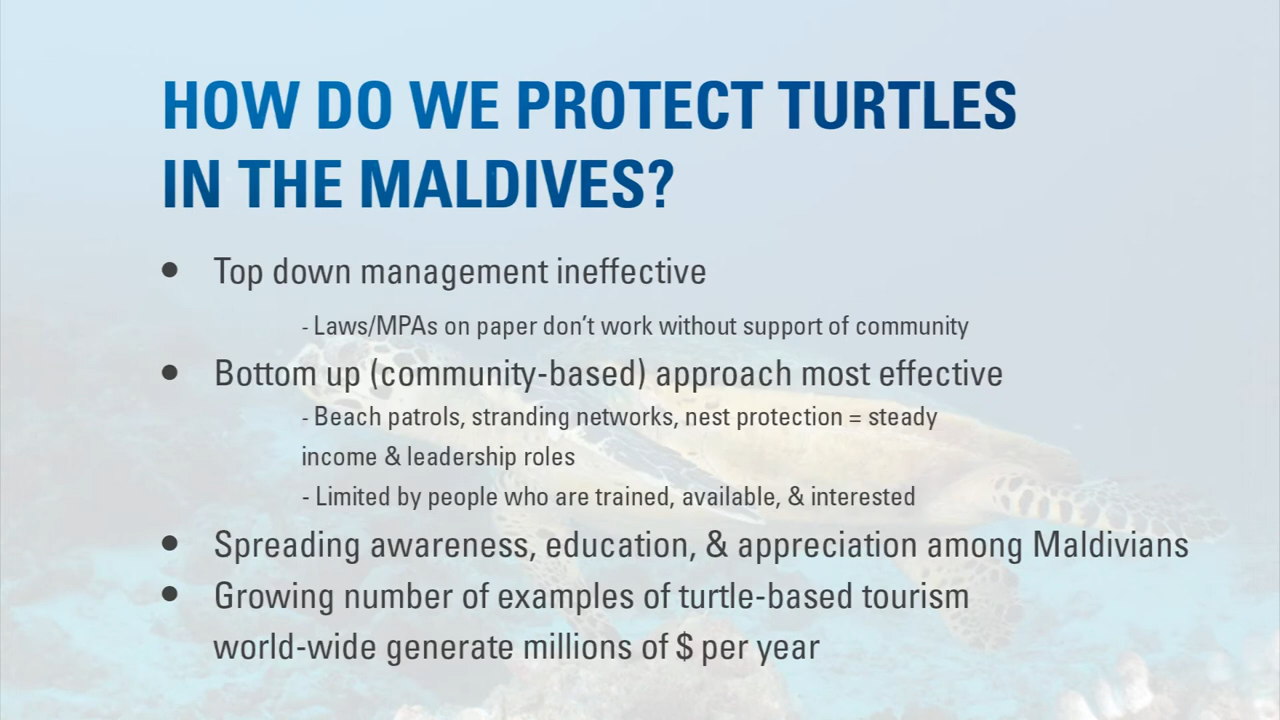 HOW DO WE PROTECT TURTLES
IN THE MALDIVES?
• Top down management ineffective
- Laws/MPAs on paper don’t work without support of community
• Bottom up (community-based) approach most effective
- Beach patrols, stranding networks, nest protection = steady
income & leadership roles
- Limited by people who are trained, available, & interested
• Spreading awareness, education, & appreciation among Maldivians
• Growing number of examples of turtle-based tourism
world-wide generate millions of $ per year